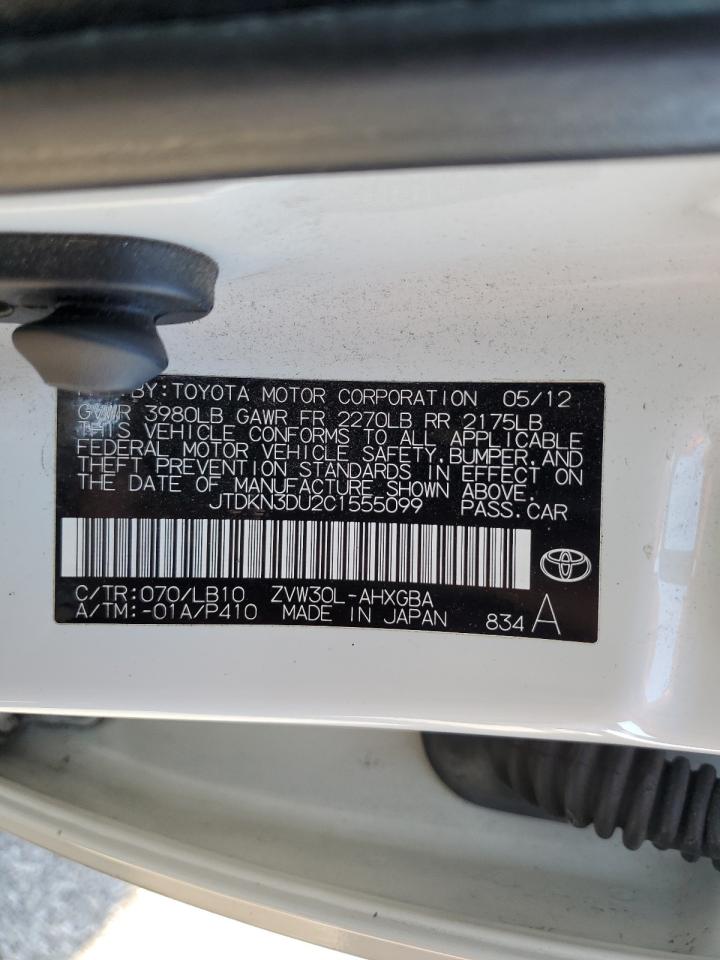 BY:TOYOTA MOTOR CORPORATION 05/12
GVWR 3980LB GAWR FR 2270LB RR 2175LB
THIS VEHICLE CONFORMS TO ALL APPLICABLE
FEDERAL MOTOR VEHICLE SAFETY,BUMPER,AND
THEFT PREVENTION STANDARDS IN EFFECT ON
THE DATE OF MANUFACTURE SHOWN ABOVE.
JTDKN3DU2C1555099 PASS.CAR
C/TR:070/LB10 ZVW30L-AHXGBA
A/TM:-01A/P410 MADE IN JAPAN 834 A